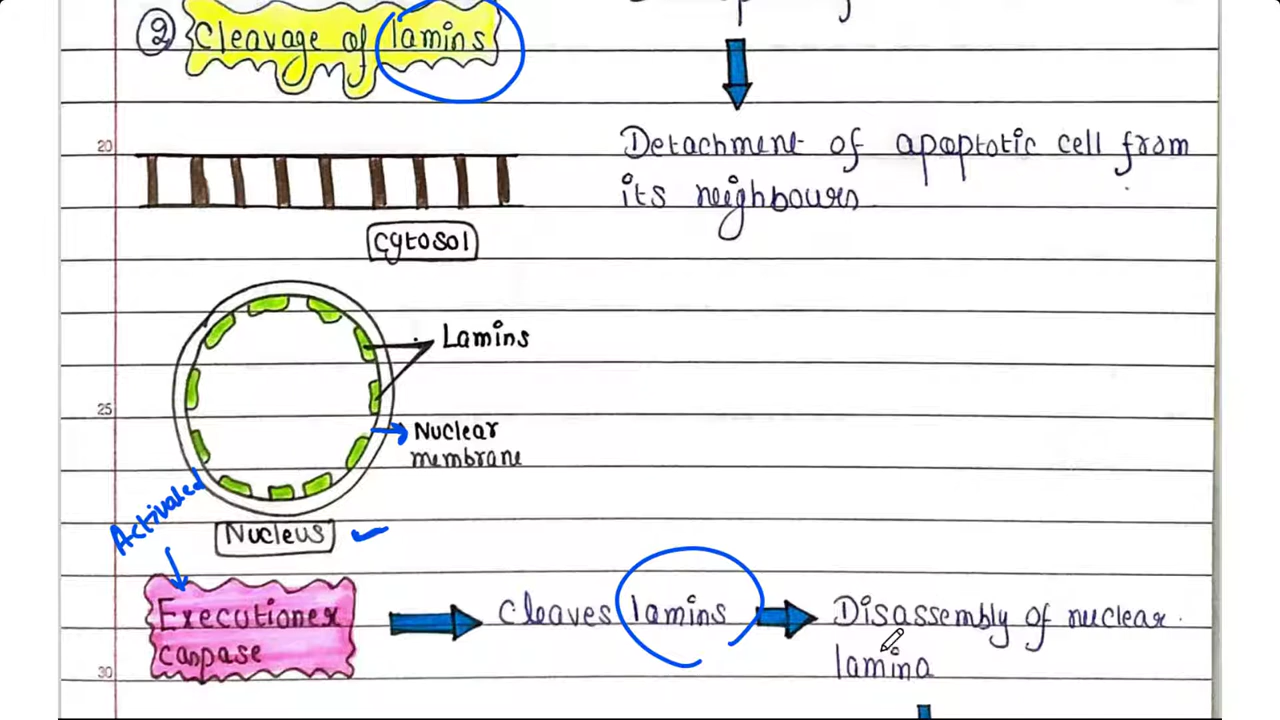 ② Cleavage of lamins
Detachment of apoptotic cell from
its neighbours
20
Cytosol
Lamins
25
Nuclear
membrane
Activated
Nucleus
Executioner
caspase
Cleaves lamins
Disassembly of nuclear
lamina
30